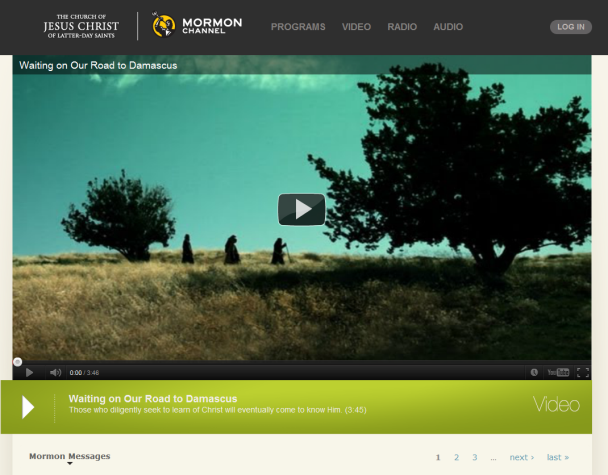 THE CHURCH OF
JESUS CHRIST
OF LATTER-DAY SAINTS
MORMON
CHANNEL
PROGRAMS VIDEO RADIO AUDIO
LOG IN
Waiting on Our Road to Damascus
0:00 / 3:46
YouTube
Waiting on Our Road to Damascus
Those who diligently seek to learn of Christ will eventually come to know Him. (3:45)
Video
Mormon Messages
1 2 3 ... next › last »